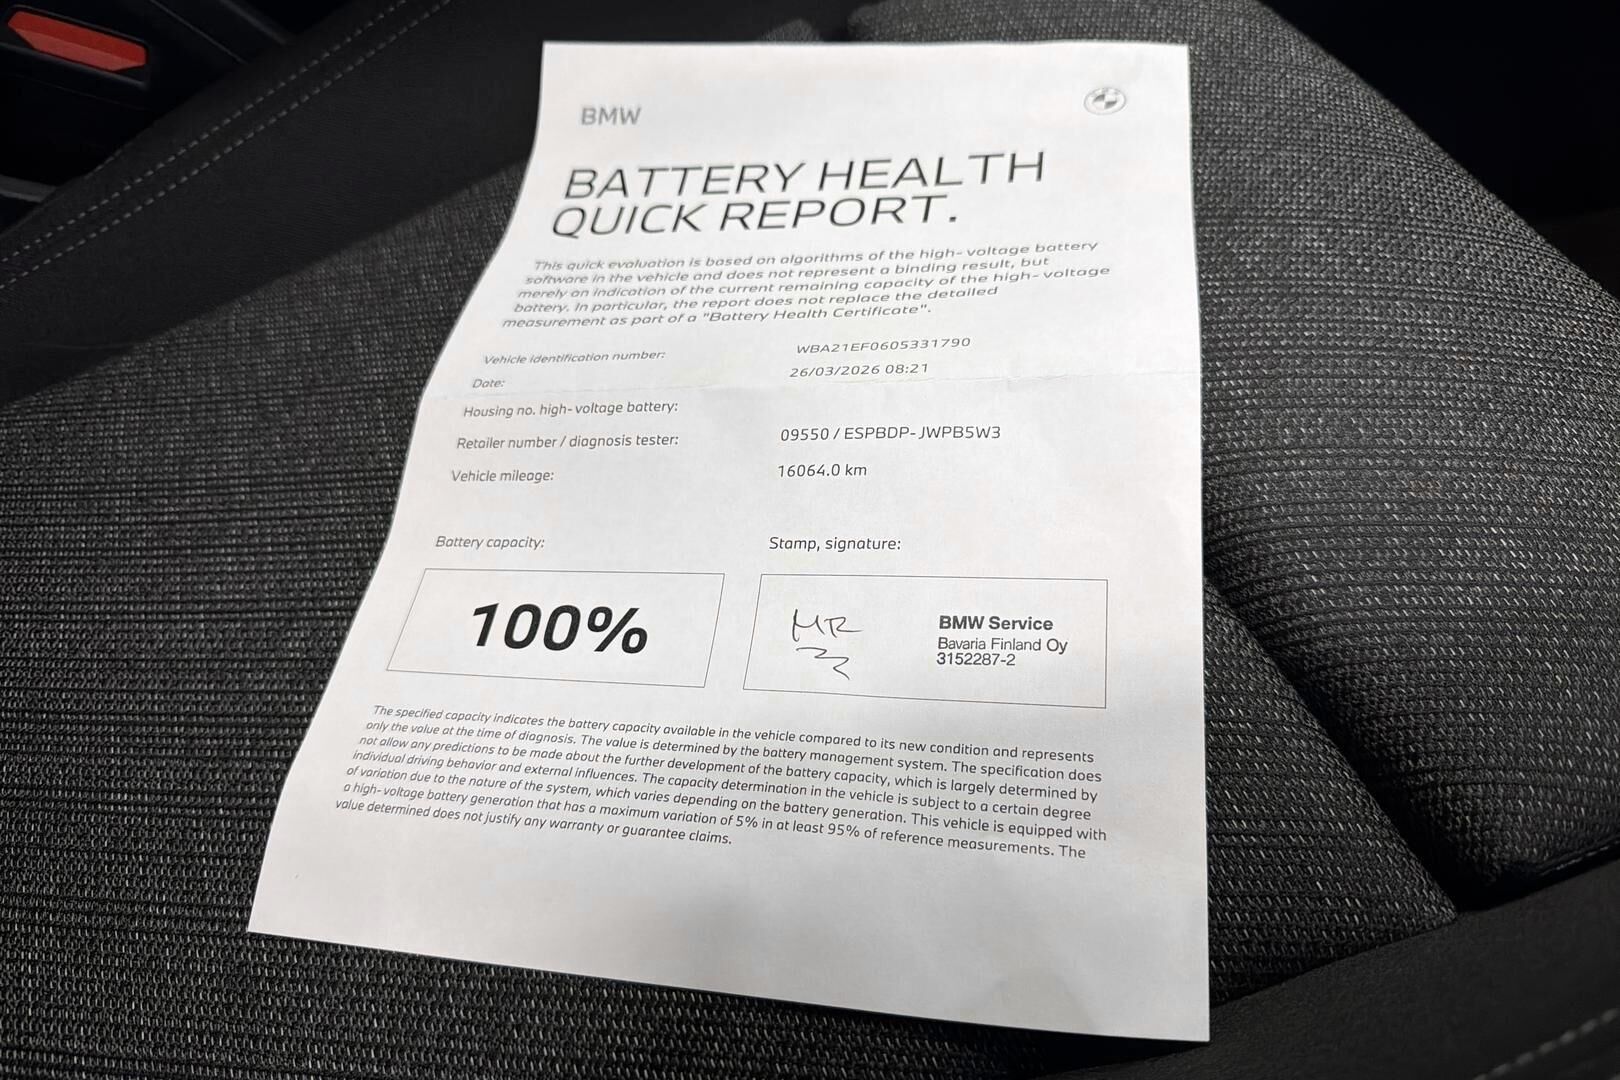 BMW
BATTERY HEALTH
QUICK REPORT.
This quick evaluation is based on algorithms of the high-voltage battery
software in the vehicle and does not represent a binding result, but
merely an indication of the current remaining capacity of the high-voltage
battery. In particular, the report does not replace the detailed
measurement as part of a "Battery Health Certificate".
Vehicle identification number: WBA21EF0605331790
Date: 26/03/2026 08:21
Housing no. high-voltage battery:
Retailer number / diagnosis tester: 09550 / ESPBDP-JWPB5W3
Vehicle mileage: 16064.0 km
Battery capacity: Stamp, signature:
100%
MR
BMW Service
Bavaria Finland Oy
3152287-2
The specified capacity indicates the battery capacity available in the vehicle compared to its new condition and represents
only the value at the time of diagnosis. The value is determined by the battery management system. The specification does
not allow any predictions to be made about the further development of the battery capacity, which is largely determined by
individual driving behavior and external influences. The capacity determination in the vehicle is subject to a certain degree
of variation due to the nature of the system, which varies depending on the battery generation. This vehicle is equipped with
a high-voltage battery generation that has a maximum variation of 5% in at least 95% of reference measurements. The
value determined does not justify any warranty or guarantee claims.